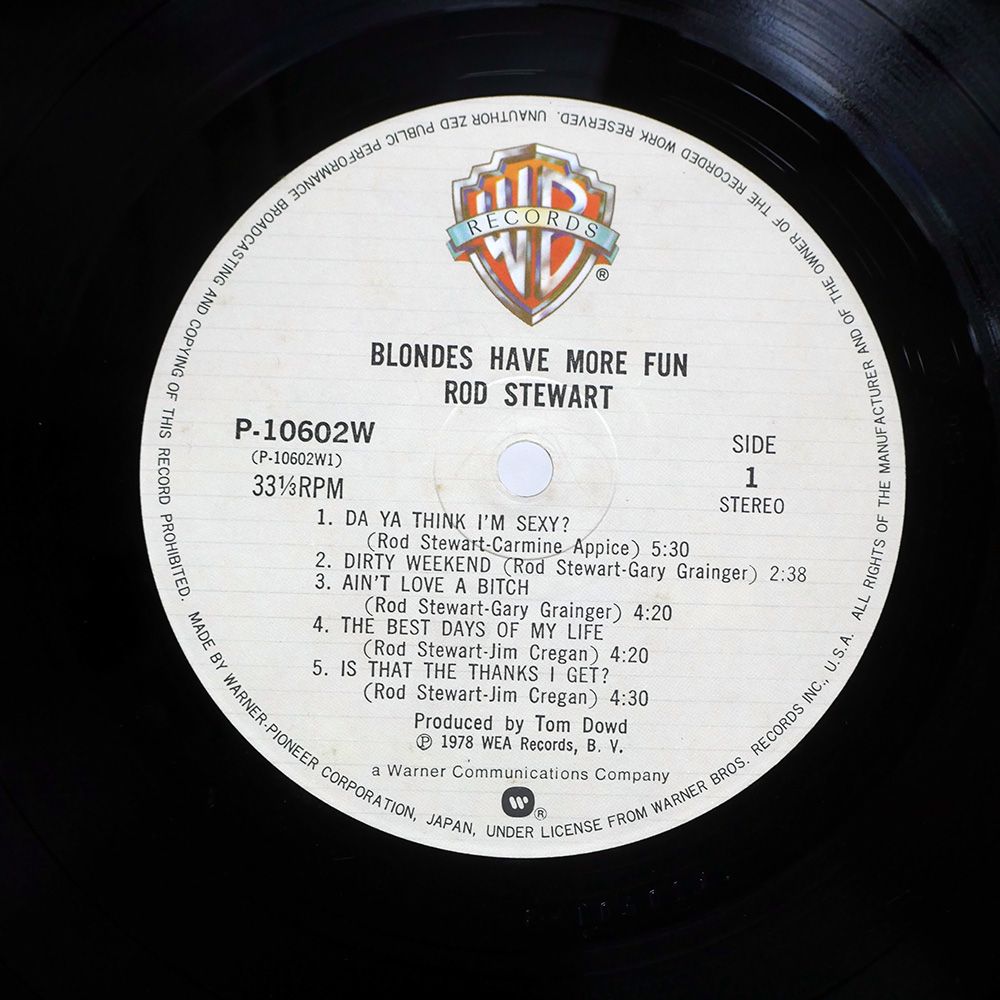 WB
RECORDS
®
BLONDES HAVE MORE FUN
ROD STEWART
P-10602W
(P-10602W1)
33⅓RPM
SIDE
1
STEREO
1. DA YA THINK I'M SEXY?
(Rod Stewart-Carmine Appice) 5:30
2. DIRTY WEEKEND (Rod Stewart-Gary Grainger) 2:38
3. AIN'T LOVE A BITCH
(Rod Stewart-Gary Grainger) 4:20
4. THE BEST DAYS OF MY LIFE
(Rod Stewart-Jim Cregan) 4:20
5. IS THAT THE THANKS I GET?
(Rod Stewart-Jim Cregan) 4:30
Produced by Tom Dowd
℗ 1978 WEA Records, B. V.
a Warner Communications Company
®
MADE BY WARNER-PIONEER CORPORATION, JAPAN, UNDER LICENSE FROM WARNER BROS. RECORDS INC., U.S.A. ALL RIGHTS OF THE MANUFACTURER AND OF THE OWNER OF THE RECORDED WORK RESERVED. UNAUTHOR ZED PUBLIC PERFORMANCE BROADCASTING AND COPYING OF THIS RECORD PROHIBITED.